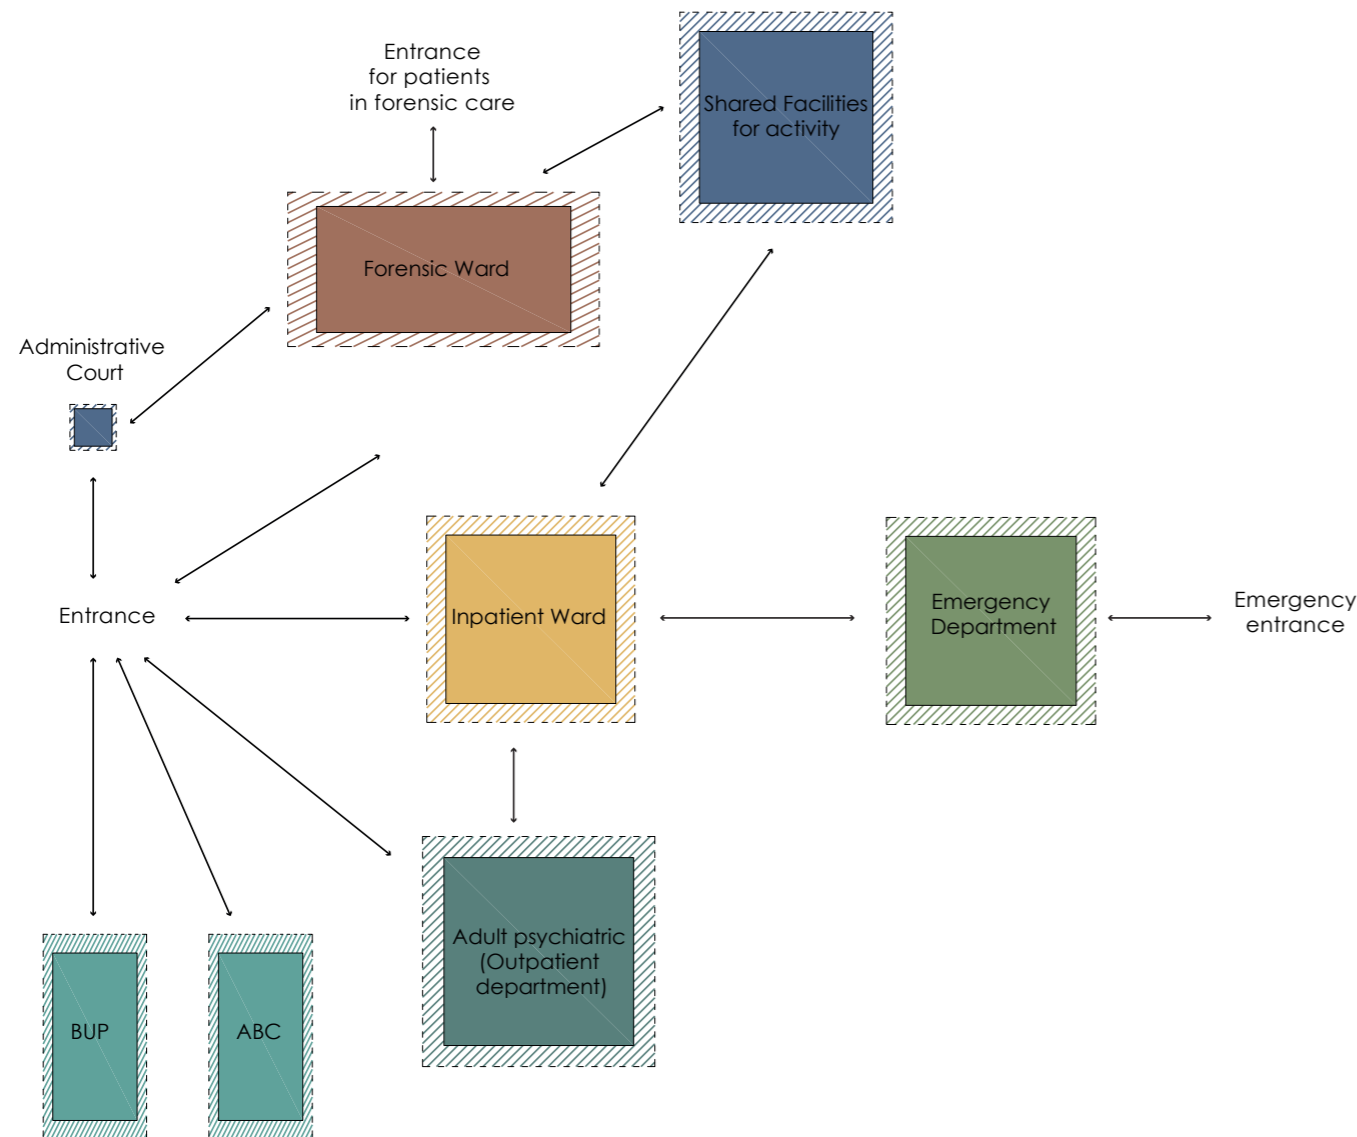 Entrance
for patients
in forensic care
Shared Facilities
for activity
Forensic Ward
Administrative
Court
Entrance
Inpatient Ward
Emergency
Department
Emergency
entrance
Adult psychiatric
(Outpatient
department)
BUP
ABC